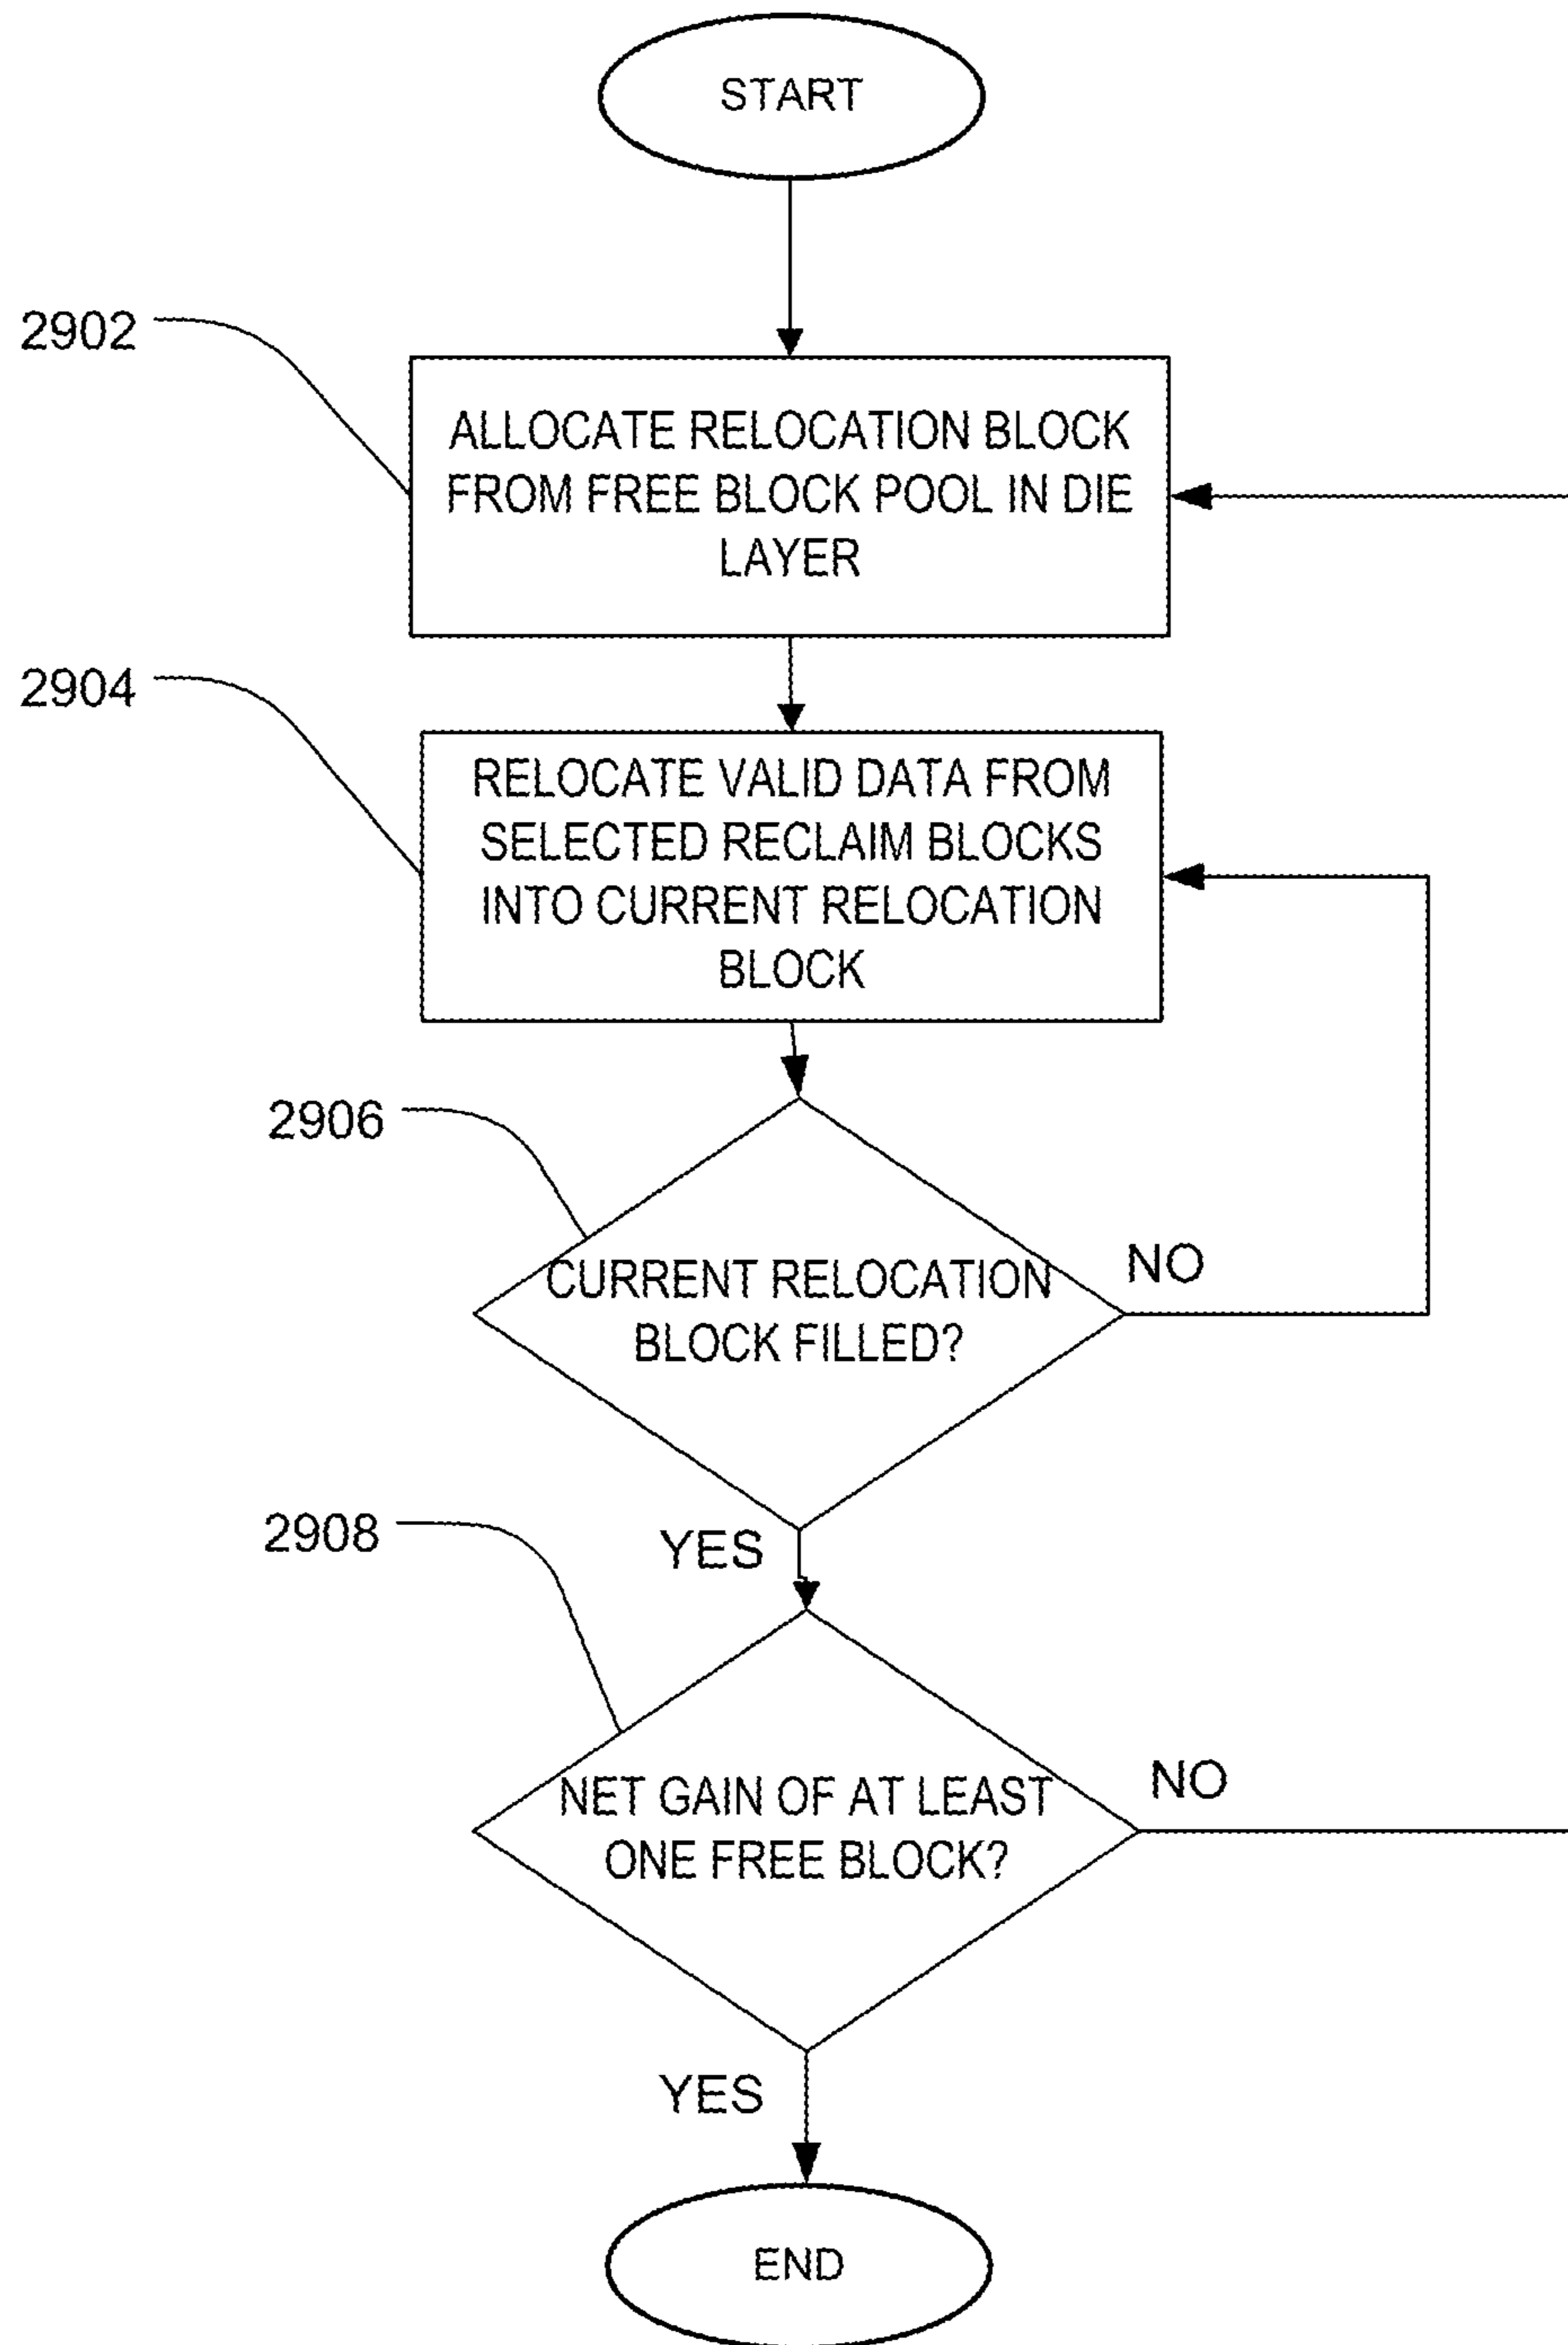 START
2902
ALLOCATE RELOCATION BLOCK
FROM FREE BLOCK POOL IN DIE
LAYER
2904
RELOCATE VALID DATA FROM
SELECTED RECLAIM BLOCKS
INTO CURRENT RELOCATION
BLOCK
2906
CURRENT RELOCATION
BLOCK FILLED?
NO
YES
2908
NET GAIN OF AT LEAST
ONE FREE BLOCK?
NO
YES
END